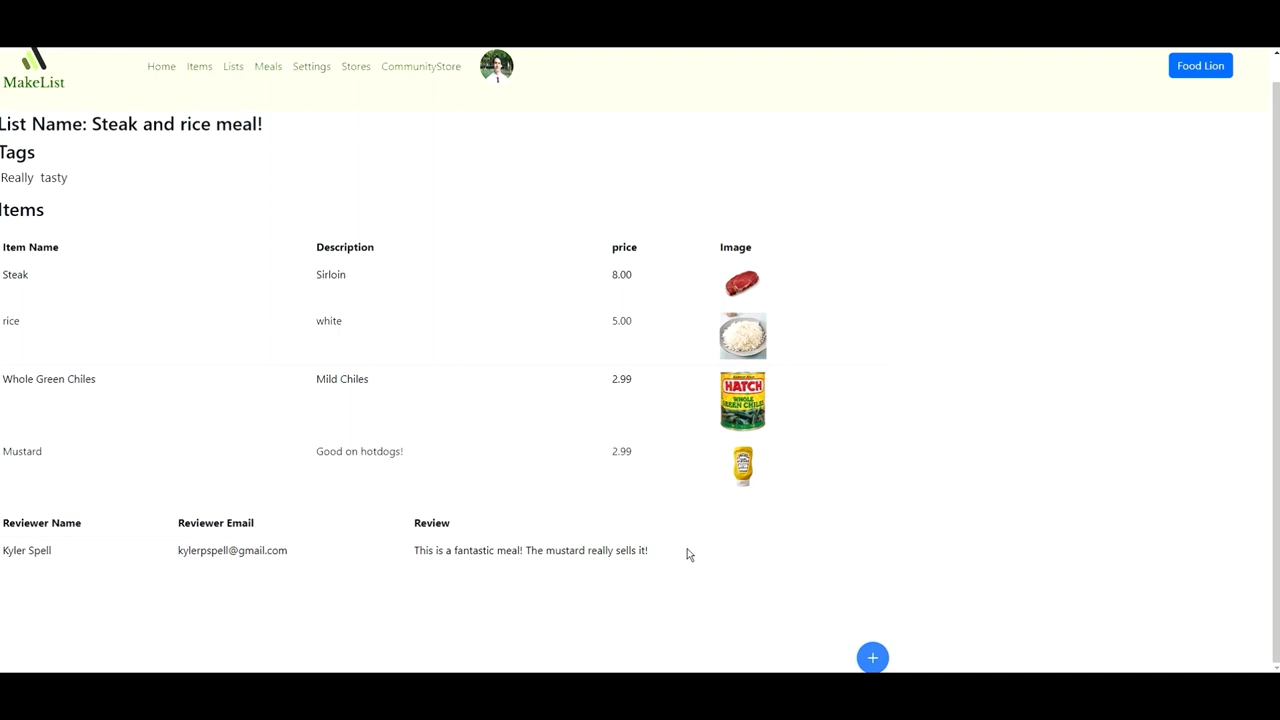 MakeList
Home Items Lists Meals Settings Stores CommunityStore
Food Lion
List Name: Steak and rice meal!
Tags
Really tasty
Items
Item Name Description price Image
Steak Sirloin 8.00
rice white 5.00
Whole Green Chiles Mild Chiles 2.99
HATCH
WHOLE
GREEN CHILES
Mustard Good on hotdogs! 2.99
Reviewer Name Reviewer Email Review
Kyler Spell kylerpspell@gmail.com This is a fantastic meal! The mustard really sells it!
+